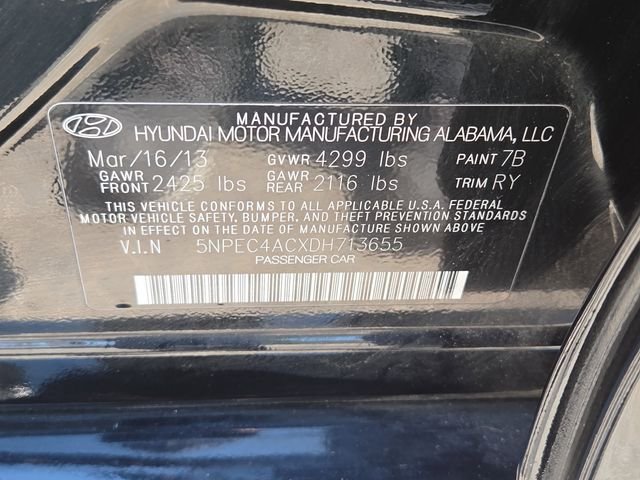 MANUFACTURED BY
HYUNDAI MOTOR MANUFACTURING ALABAMA, LLC
Mar/16/13 GVWR 4299 lbs PAINT 7B
GAWR FRONT 2425 lbs GAWR REAR 2116 lbs TRIM RY
THIS VEHICLE CONFORMS TO ALL APPLICABLE U.S.A. FEDERAL
MOTOR VEHICLE SAFETY, BUMPER, AND THEFT PREVENTION STANDARDS
IN EFFECT ON THE DATE OF MANUFACTURE SHOWN ABOVE
V.I.N 5NPEC4ACXDH713655
PASSENGER CAR